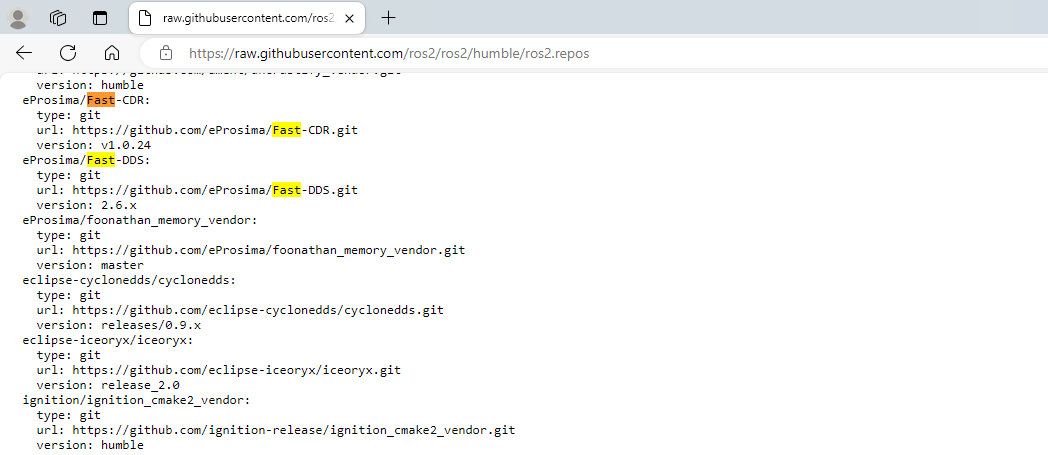 raw.githubusercontent.com/ros2
https://raw.githubusercontent.com/ros2/ros2/humble/ros2.repos
version: humble
eProsima/Fast-CDR:
type: git
url: https://github.com/eProsima/Fast-CDR.git
version: v1.0.24
eProsima/Fast-DDS:
type: git
url: https://github.com/eProsima/Fast-DDS.git
version: 2.6.x
eProsima/foonathan_memory_vendor:
type: git
url: https://github.com/eProsima/foonathan_memory_vendor.git
version: master
eclipse-cyclonedds/cyclonedds:
type: git
url: https://github.com/eclipse-cyclonedds/cyclonedds.git
version: releases/0.9.x
eclipse-iceoryx/iceoryx:
type: git
url: https://github.com/eclipse-iceoryx/iceoryx.git
version: release_2.0
ignition/ignition_cmake2_vendor:
type: git
url: https://github.com/ignition-release/ignition_cmake2_vendor.git
version: humble